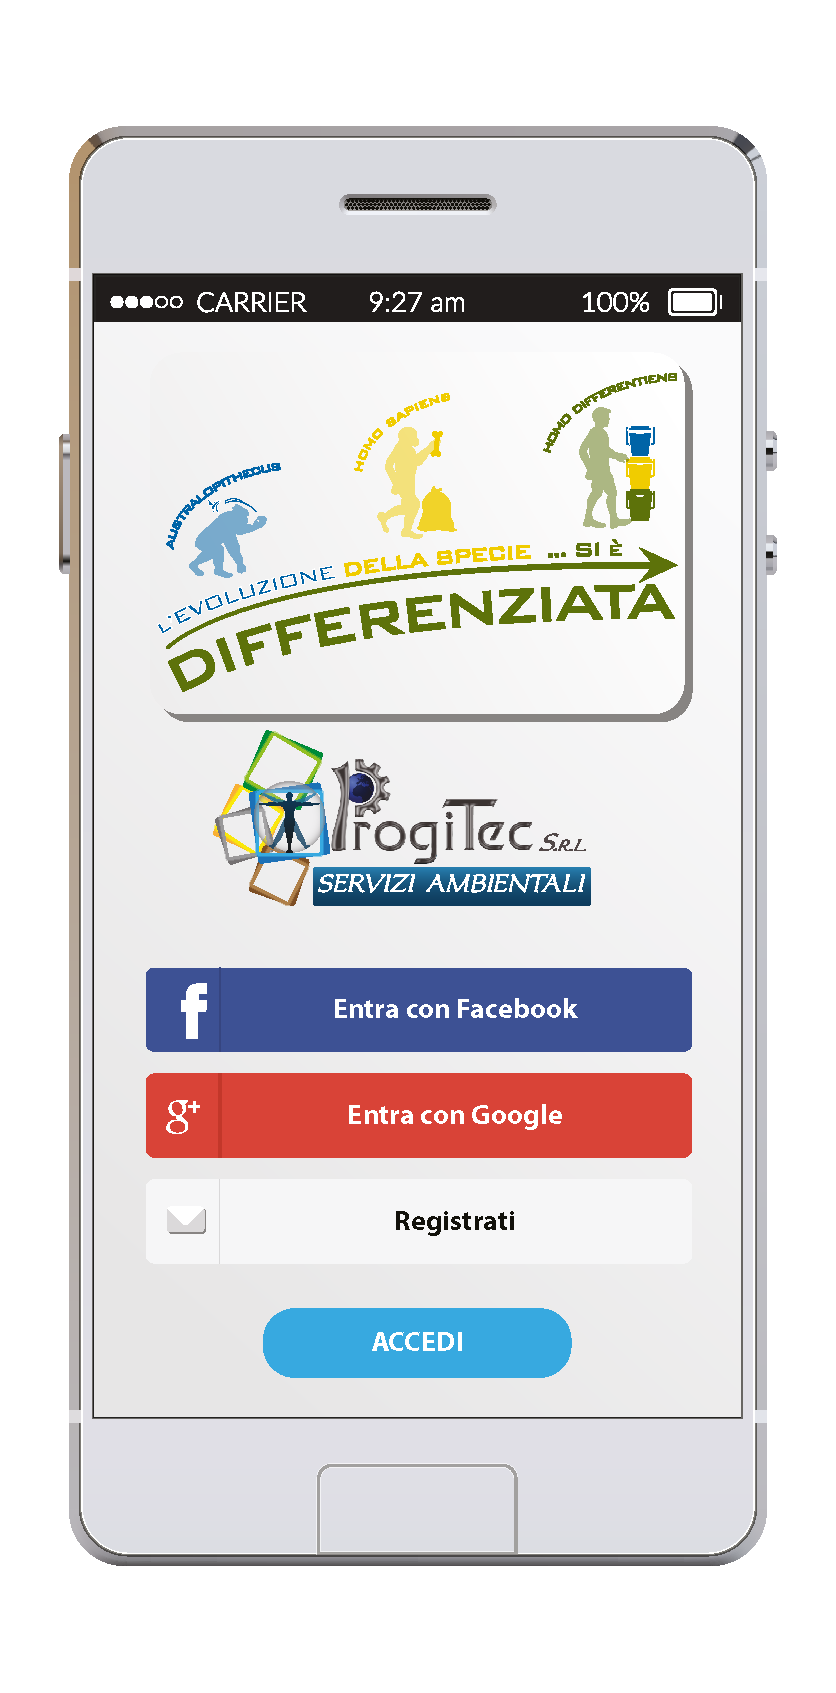 CARRIER 9:27 am 100%
AUSTRALOPITHECUS
HOMO SAPIENS
HOMO DIFFERENTIENS
L'EVOLUZIONE DELLA SPECIE ... SI È
DIFFERENZIATA
ProgiTec S.r.l.
SERVIZI AMBIENTALI
f Entra con Facebook
g+ Entra con Google
Registrati
ACCEDI